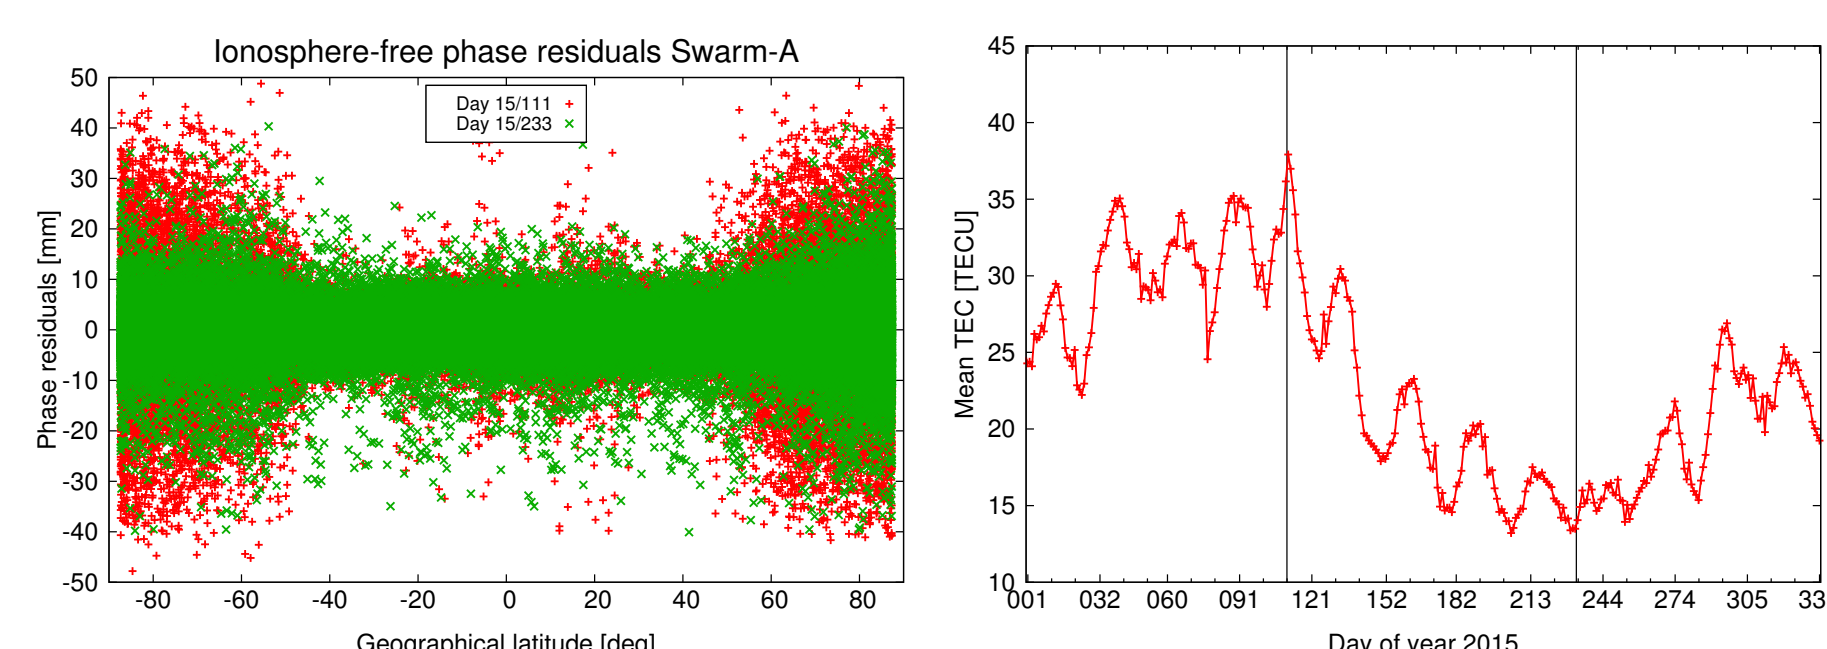 Ionosphere-free phase residuals Swarm-A
Day 15/111
Day 15/233
50
40
30
20
10
0
-10
-20
-30
-40
-50
Phase residuals [mm]
-80 -60 -40 -20 0 20 40 60 80
Geographical latitude [deg]
45
40
35
30
25
20
15
10
Mean TEC [TECU]
001 032 060 091 121 152 182 213 244 274 305 33
Day of year 2015